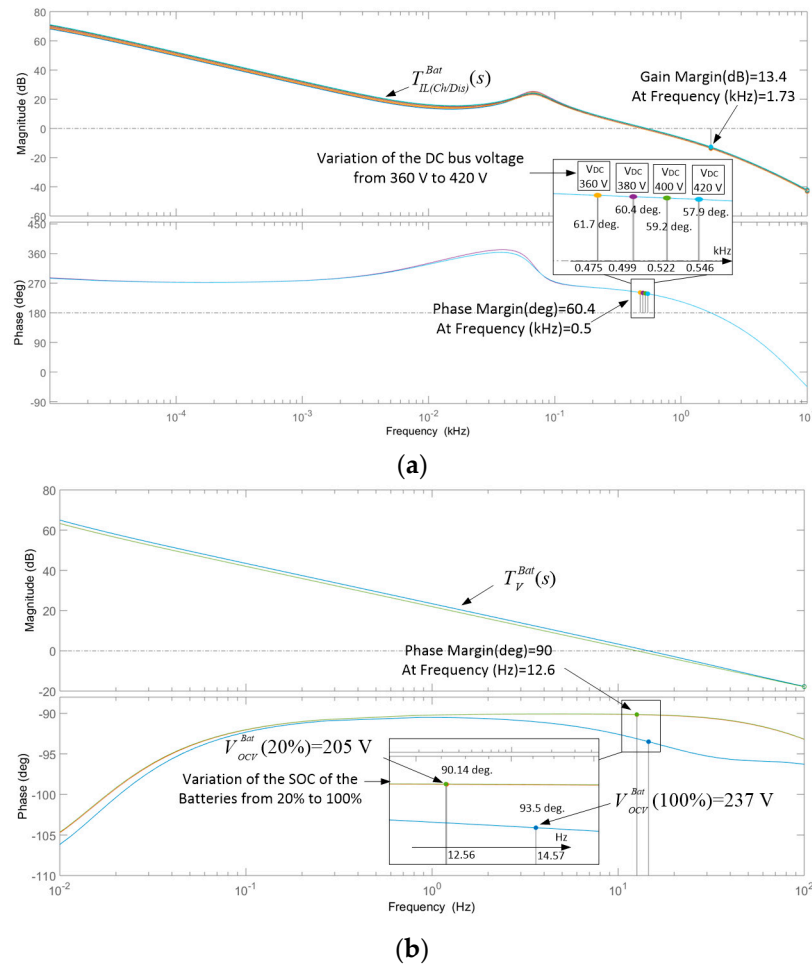 80
60
40
20
0
-20
-40
-60
Magnitude (dB)
T^{Bat}_{IL(Ch/Dis)}(s)
Gain Margin(dB)=13.4
At Frequency (kHz)=1.73
Variation of the DC bus voltage
from 360 V to 420 V
VDC 360 V
VDC 380 V
VDC 400 V
VDC 420 V
61.7 deg.
60.4 deg.
59.2 deg.
57.9 deg.
kHz
0.475
0.499
0.522
0.546
450
360
270
180
90
0
-90
Phase (deg)
Phase Margin(deg)=60.4
At Frequency (kHz)=0.5
10^{-4}
10^{-3}
10^{-2}
10^{-1}
10^{0}
10
Frequency (kHz)
(a)
80
60
40
20
0
-20
Magnitude (dB)
T^{Bat}_{V}(s)
Phase Margin(deg)=90
At Frequency (Hz)=12.6
-90
-95
-100
-105
-110
Phase (deg)
V^{Bat}_{OCV}(20%)=205 V
Variation of the SOC of the
Batteries from 20% to 100%
90.14 deg.
93.5 deg.
V^{Bat}_{OCV}(100%)=237 V
Hz
12.56
14.57
10^{-2}
10^{-1}
10^{0}
10^{1}
10^{2}
Frequency (Hz)
(b)